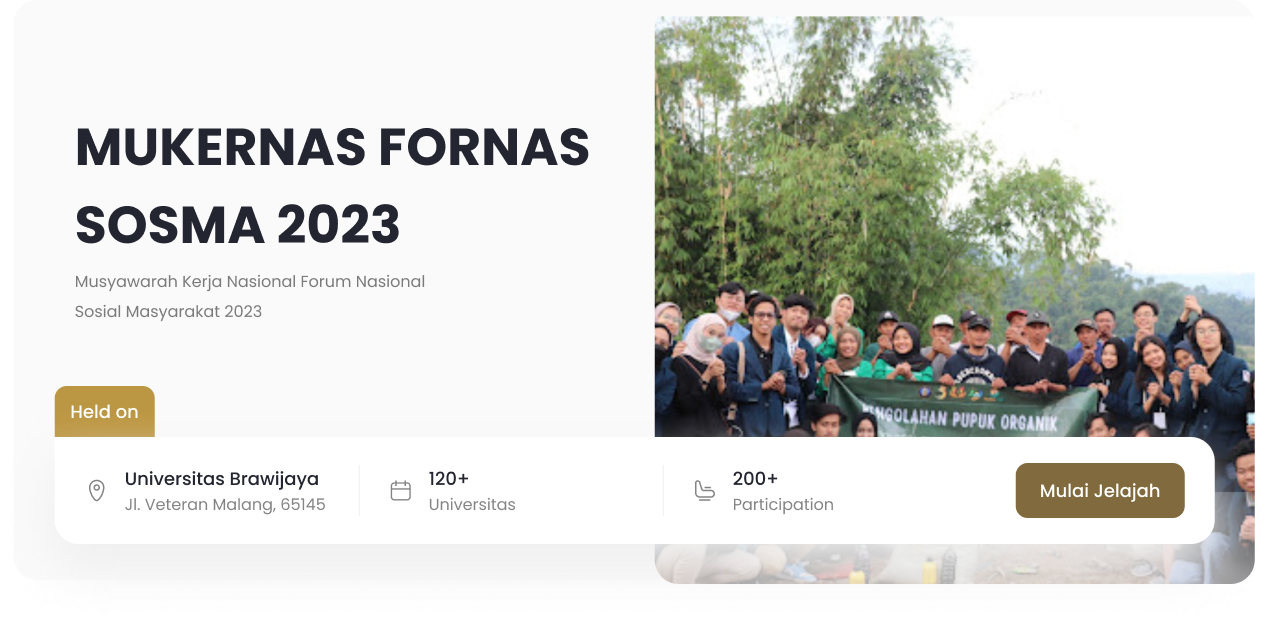 MUKERNAS FORNAS
SOSMA 2023
Musyawarah Kerja Nasional Forum Nasional
Sosial Masyarakat 2023
PENGOLAHAN PUPUK ORGANIK
Held on
Universitas Brawijaya
Jl. Veteran Malang, 65145
120+
Universitas
200+
Participation
Mulai Jelajah